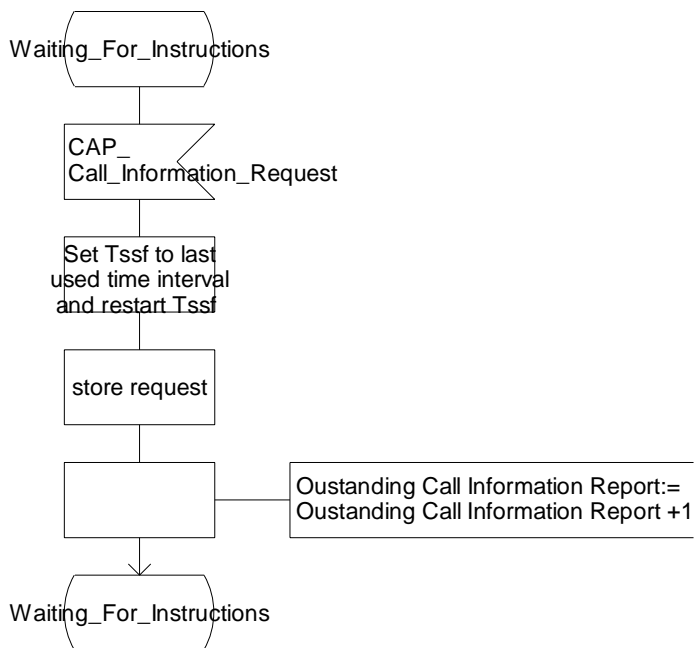 Waiting_For_Instructions
CAP_
Call_Information_Request
Set Tssf to last
used time interval
and restart Tssf
store request
Oustanding Call Information Report:=
Oustanding Call Information Report +1
Waiting_For_Instructions